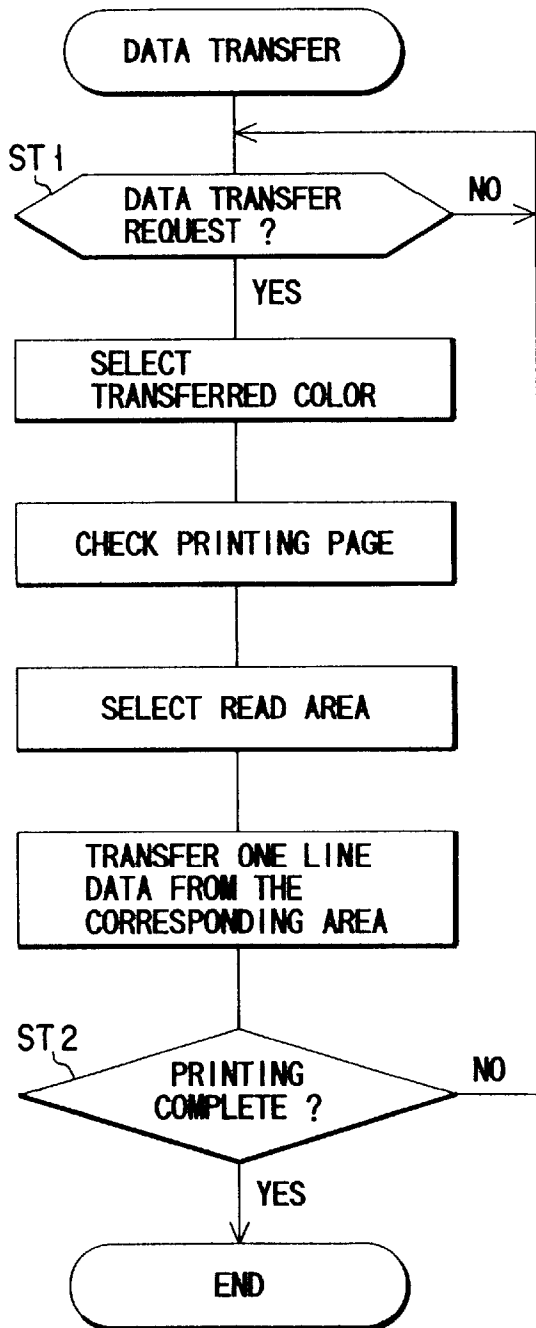 DATA TRANSFER
ST1
DATA TRANSFER
REQUEST ?
NO
YES
SELECT
TRANSFERRED COLOR
CHECK PRINTING PAGE
SELECT READ AREA
TRANSFER ONE LINE
DATA FROM THE
CORRESPONDING AREA
ST2
PRINTING
COMPLETE ?
NO
YES
END